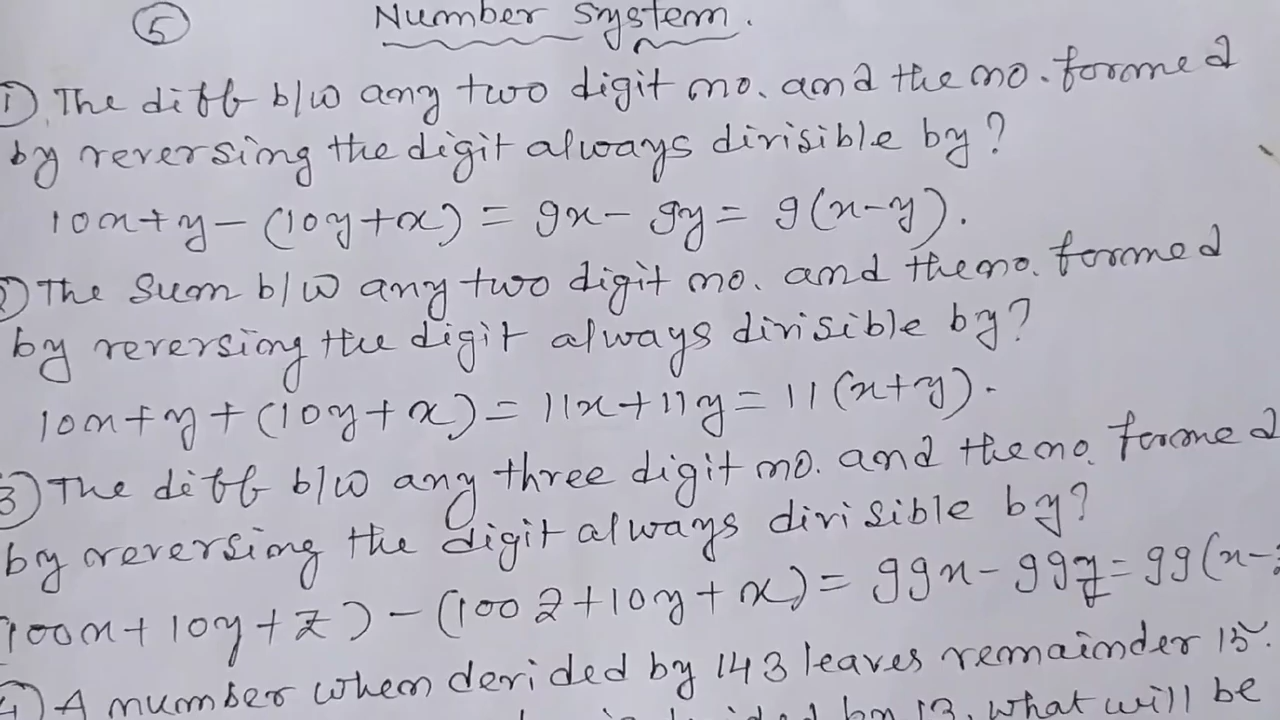 5 Number system.
1) The diff b/w any two digit no. and the no. formed
by reversing the digit always divisible by?
10x+y-(10y+x) = 9x-9y = 9(x-y).
2) The sum b/w any two digit no. and the no. formed
by reversing the digit always divisible by?
10x+y+(10y+x) = 11x+11y = 11(x+y).
3) The diff b/w any three digit no. and the no. formed
by reversing the digit always divisible by?
100x+10y+z)-(100z+10y+x) = 99x-99z = 99(x-z
4) A number when derided by 143 leaves remainder 15.
by 13, what will be